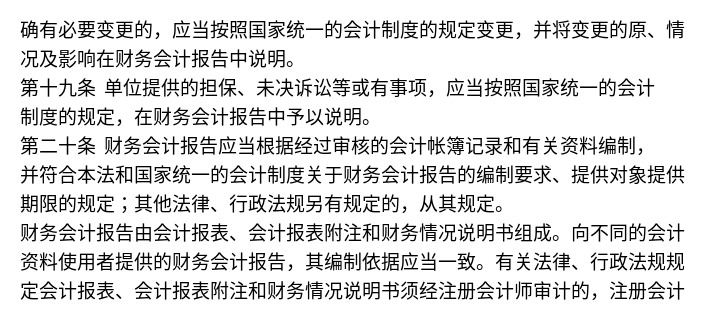 确有必要变更的，应当按照国家统一的会计制度的规定变更，并将变更的原、情
况及影响在财务会计报告中说明。
第十九条 单位提供的担保、未决诉讼等或有事项，应当按照国家统一的会计
制度的规定，在财务会计报告中予以说明。
第二十条 财务会计报告应当根据经过审核的会计帐簿记录和有关资料编制，
并符合本法和国家统一的会计制度关于财务会计报告的编制要求、提供对象提供
期限的规定；其他法律、行政法规另有规定的，从其规定。
财务会计报告由会计报表、会计报表附注和财务情况说明书组成。向不同的会计
资料使用者提供的财务会计报告，其编制依据应当一致。有关法律、行政法规规
定会计报表、会计报表附注和财务情况说明书须经注册会计师审计的，注册会计